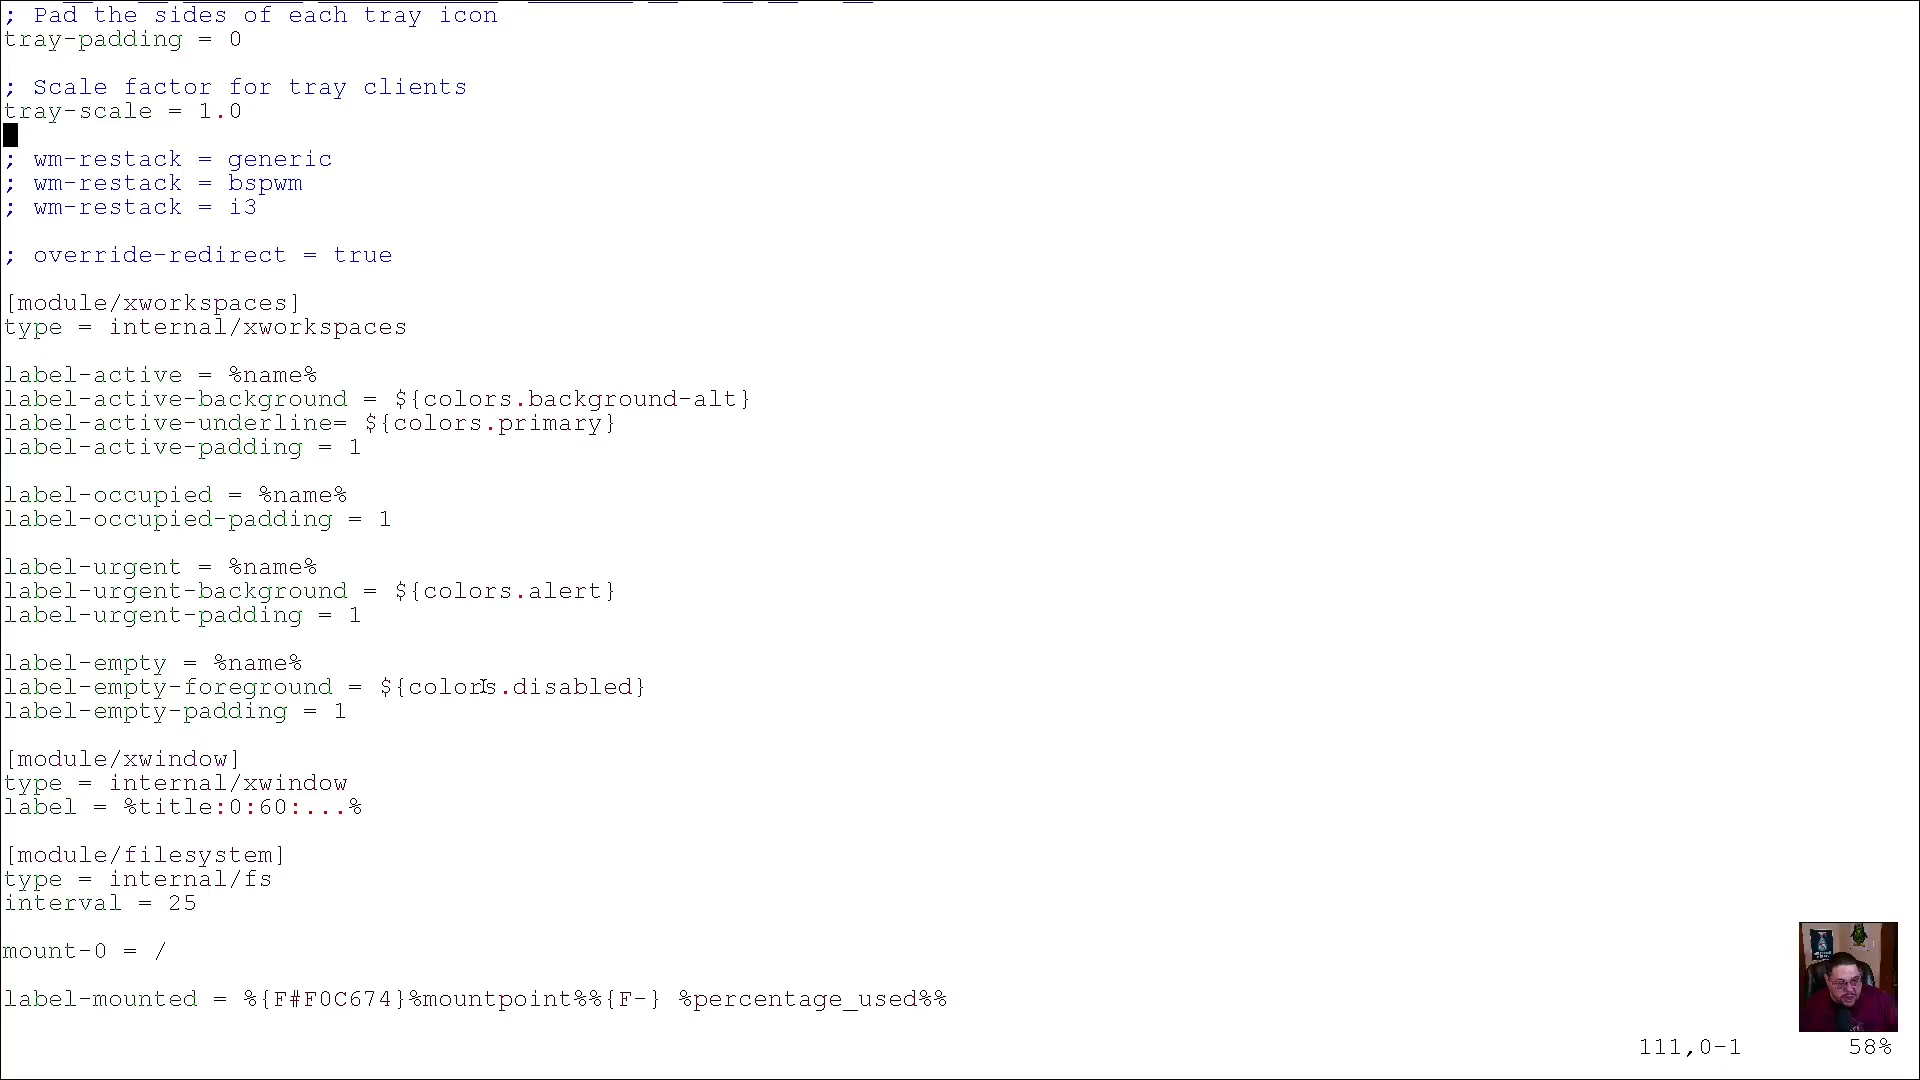 ; Pad the sides of each tray icon
tray-padding = 0
; Scale factor for tray clients
tray-scale = 1.0
; wm-restack = generic
; wm-restack = bspwm
; wm-restack = i3
; override-redirect = true
[module/xworkspaces]
type = internal/xworkspaces
label-active = %name%
label-active-background = ${colors.background-alt}
label-active-underline= ${colors.primary}
label-active-padding = 1
label-occupied = %name%
label-occupied-padding = 1
label-urgent = %name%
label-urgent-background = ${colors.alert}
label-urgent-padding = 1
label-empty = %name%
label-empty-foreground = ${colors.disabled}
label-empty-padding = 1
[module/xwindow]
type = internal/xwindow
label = %title:0:60:...%
[module/filesystem]
type = internal/fs
interval = 25
mount-0 = /
label-mounted = %{F#F0C674}%mountpoint%%{F-} %percentage_used%%
111,0-1 58%